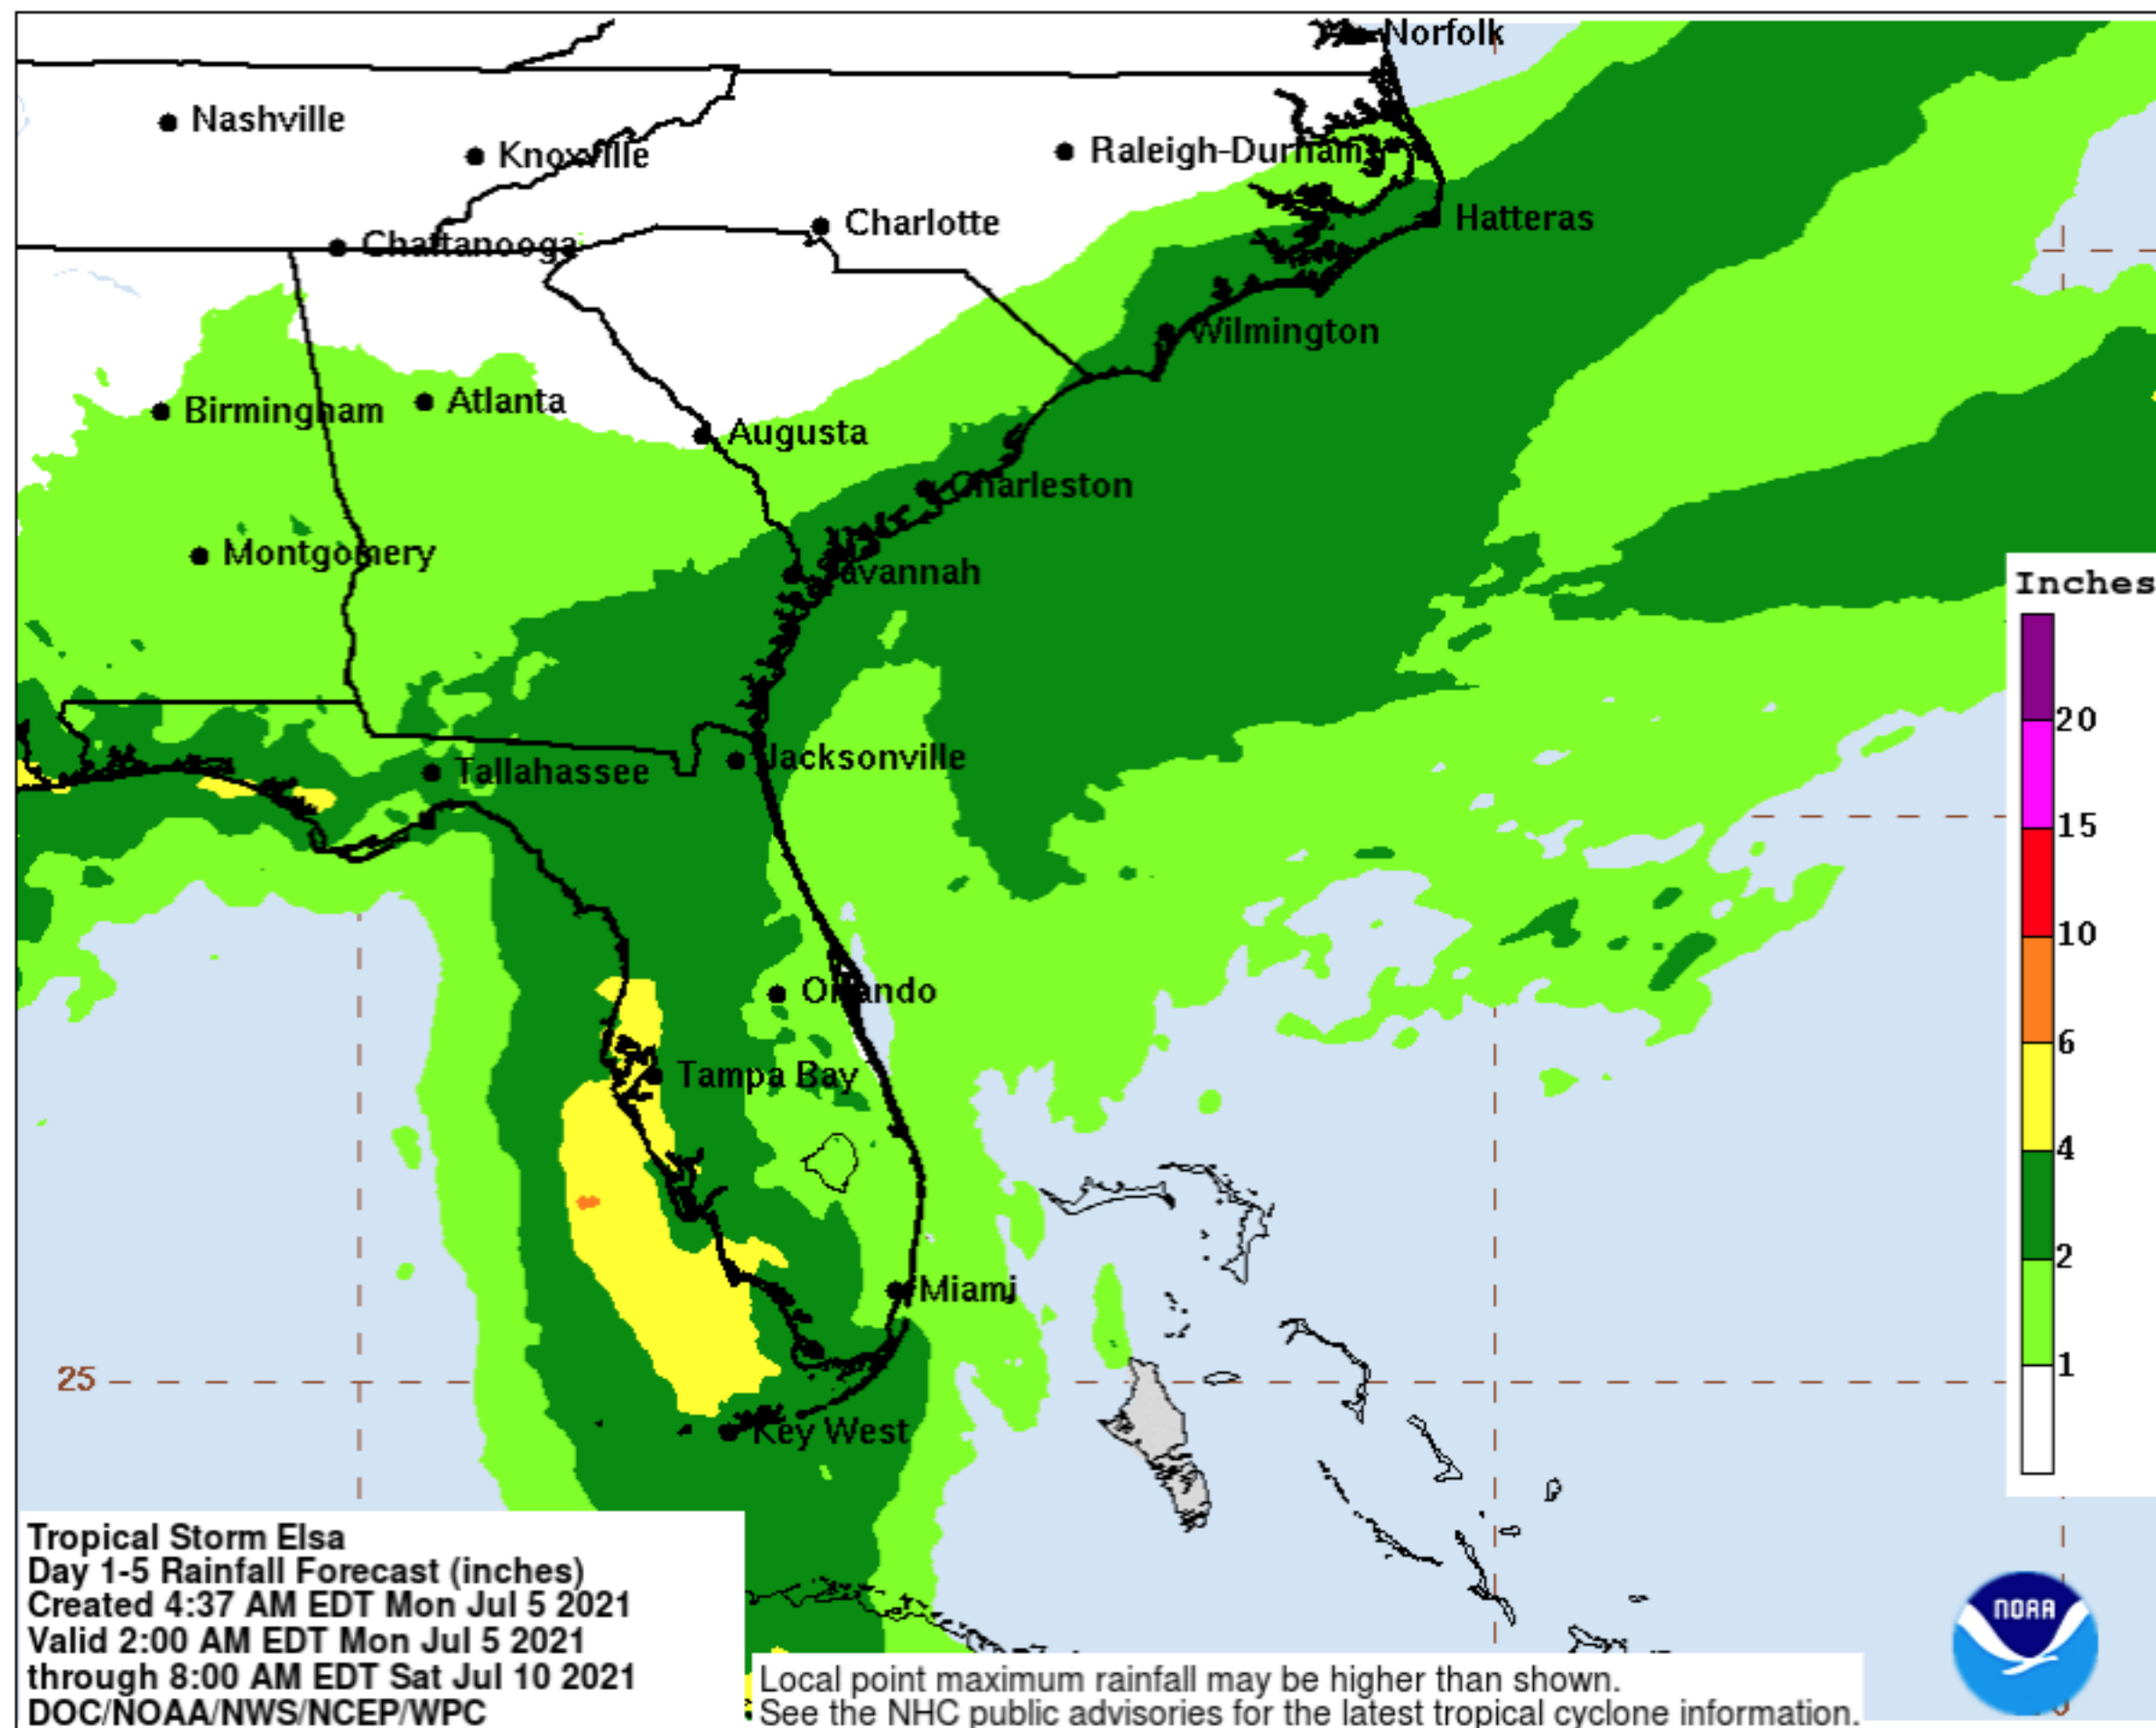 Norfolk
Nashville
Knoxville
Raleigh-Durham
Hatteras
Charlotte
Chattanooga
Wilmington
Birmingham
Atlanta
Augusta
Charleston
Montgomery
Savannah
Inches
20
15
10
6
4
2
1
Jacksonville
Tallahassee
Orlando
Tampa Bay
Miami
25
Key West
Tropical Storm Elsa
Day 1-5 Rainfall Forecast (inches)
Created 4:37 AM EDT Mon Jul 5 2021
Valid 2:00 AM EDT Mon Jul 5 2021
through 8:00 AM EDT Sat Jul 10 2021
DOC/NOAA/NWS/NCEP/WPC
Local point maximum rainfall may be higher than shown.
See the NHC public advisories for the latest tropical cyclone information.
NOAA